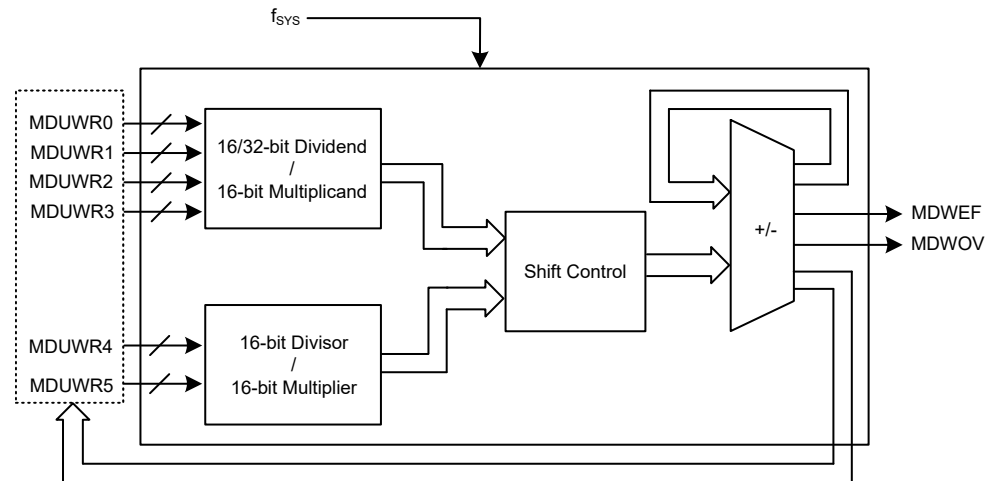 fSYS
MDUWR0
MDUWR1
MDUWR2
MDUWR3
MDUWR4
MDUWR5
16/32-bit Dividend
/
16-bit Multiplicand
16-bit Divisor
/
16-bit Multiplier
Shift Control
+/-
MDWEF
MDWOV